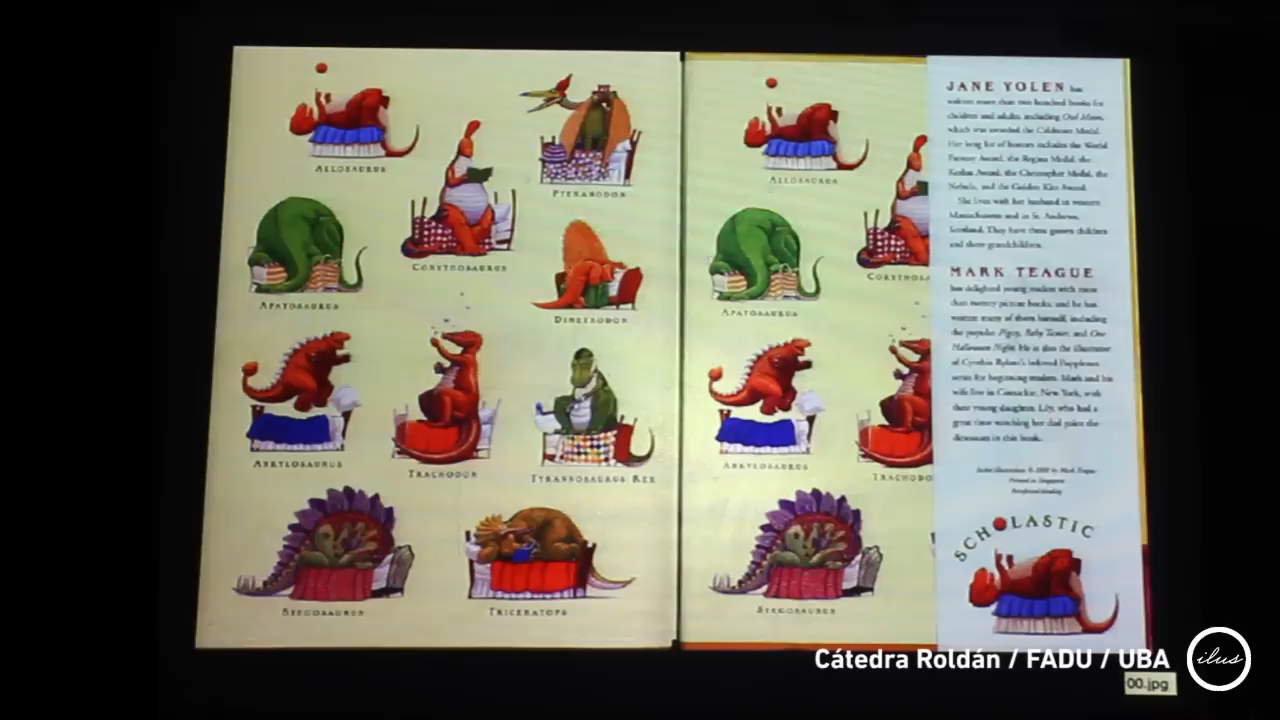 ALLOSAURUS
PTERANODON
CORYTHOSAURUS
APATOSAURUS
DIMETRODON
ANKYLOSAURUS
TRACHODON
TYRANNOSAURUS REX
STEGOSAURUS
TRICERATOPS
ALLOSAURUS
CORYTHOSA
APATOSAURUS
ANKYLOSAURUS
TRACHODO
STEGOSAURUS
JANE YOLEN has
written more than two hundred books for
children and adults, including Owl Moon,
which was awarded the Caldecott Medal.
Her long list of honors includes the World
Fantasy Award, the Regina Medal, the
Kerlan Award, the Christopher Medal, the
Nebula, and the Golden Kite Award.
She lives with her husband in western
Massachusetts and in St. Andrews,
Scotland. They have three grown children
and three grandchildren.
MARK TEAGUE
has delighted young readers with more
than twenty picture books, and he has
written many of them himself, including
the popular Pigsty, Baby Tamer, and One
Halloween Night. He is also the illustrator
of Cynthia Rylant's beloved Poppleton
series for beginning readers. Mark and his
wife live in Coxsackie, New York, with
their young daughter, Lily, who had a
great time watching her dad paint the
dinosaurs in this book.
Jacket illustrations © 2000 by Mark Teague
Printed in Singapore
SCHOLASTIC
Cátedra Roldán / FADU / UBA
ilus
00.jpg